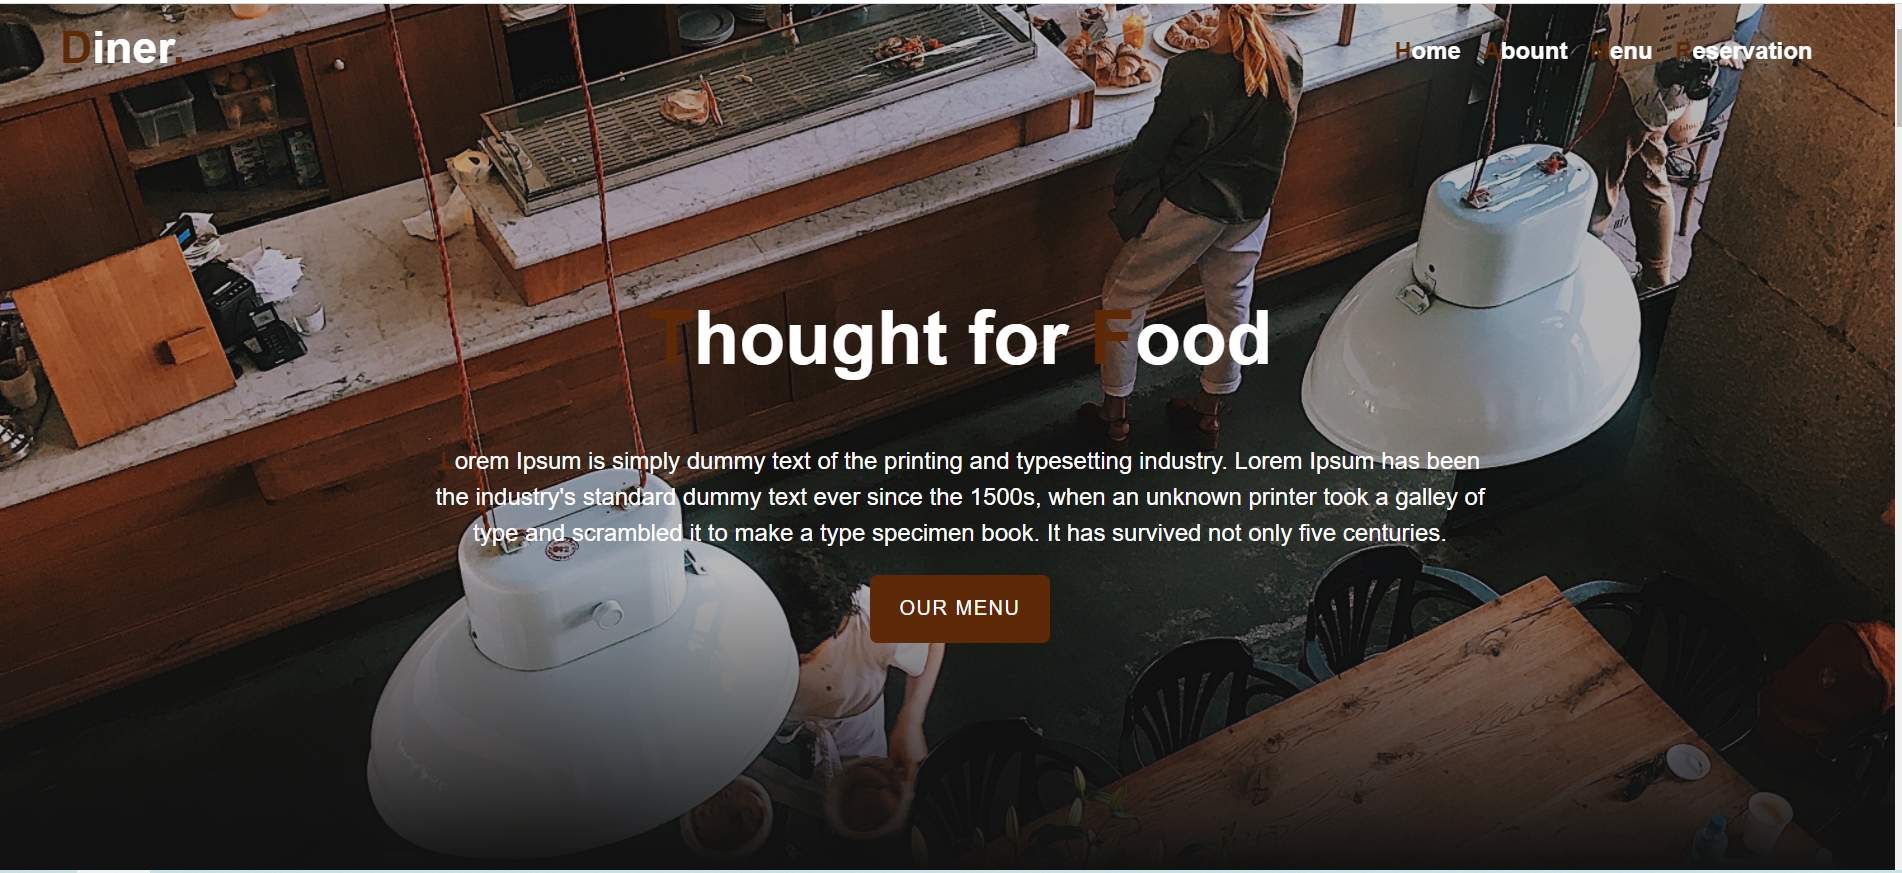 Diner.
Home Abount Menu Reservation
Thought for Food
Lorem Ipsum is simply dummy text of the printing and typesetting industry. Lorem Ipsum has been
the industry's standard dummy text ever since the 1500s, when an unknown printer took a galley of
type and scrambled it to make a type specimen book. It has survived not only five centuries.
OUR MENU